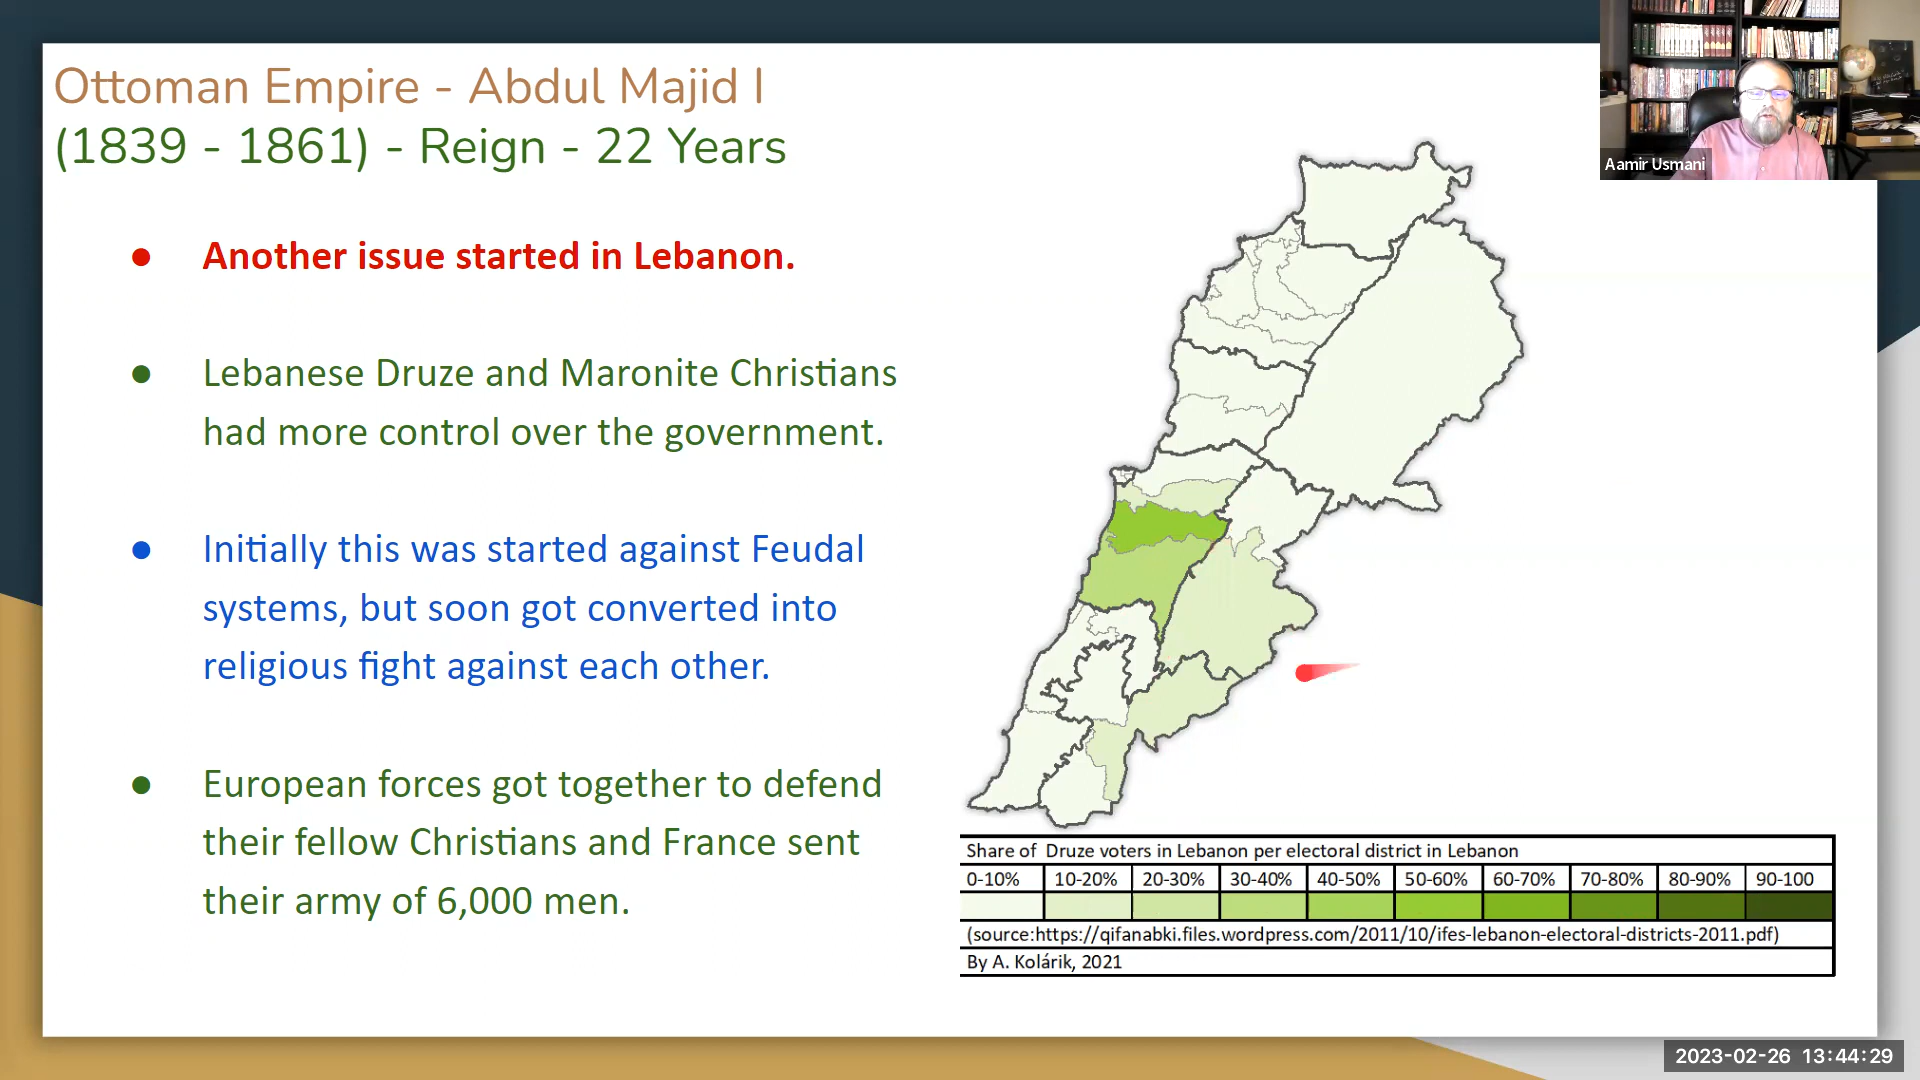 Ottoman Empire - Abdul Majid I
(1839 - 1861) - Reign - 22 Years
Aamir Usmani
● Another issue started in Lebanon.
● Lebanese Druze and Maronite Christians
had more control over the government.
● Initially this was started against Feudal
systems, but soon got converted into
religious fight against each other.
● European forces got together to defend
their fellow Christians and France sent
their army of 6,000 men.
Share of Druze voters in Lebanon per electoral district in Lebanon
0-10% 10-20% 20-30% 30-40% 40-50% 50-60% 60-70% 70-80% 80-90% 90-100
(source:https://qifanabki.files.wordpress.com/2011/10/ifes-lebanon-electoral-districts-2011.pdf)
By A. Kolárik, 2021
2023-02-26 13:44:29